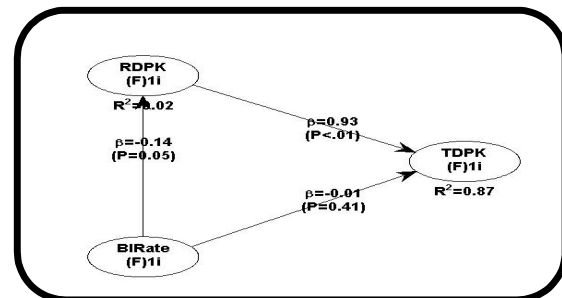 RDPK
(F)1i
R²=0.02
β=0.93
(P<.01)
TDPK
(F)1i
R²=0.87
β=-0.14
(P=0.05)
β=-0.01
(P=0.41)
BIRate
(F)1i